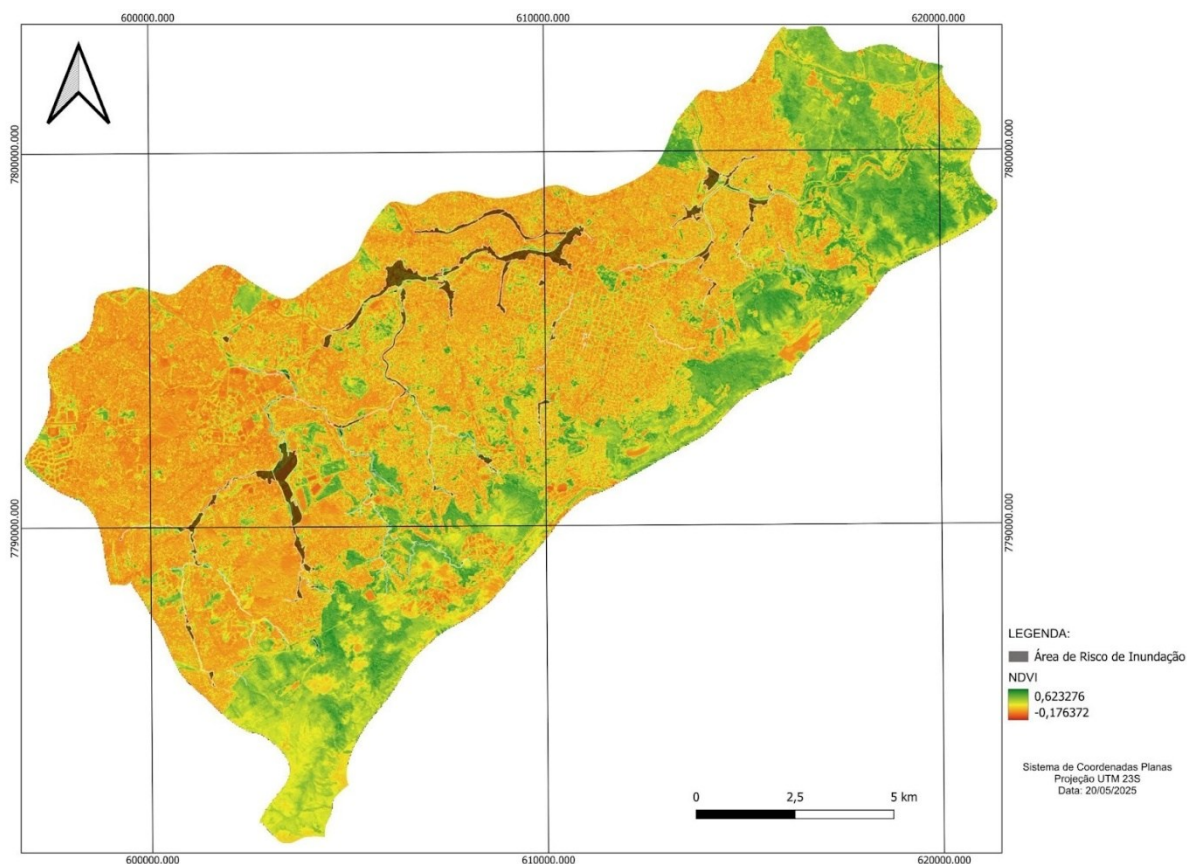 600000.000
610000.000
620000.000
7800000.000
7800000.000
7790000.000
7790000.000
LEGENDA:
Área de Risco de Inundação
NDVI
0,623276
-0,176372
Sistema de Coordenadas Planas
Projeção UTM 23S
Data: 20/05/2025
0 2,5 5 km
600000.000
610000.000
620000.000